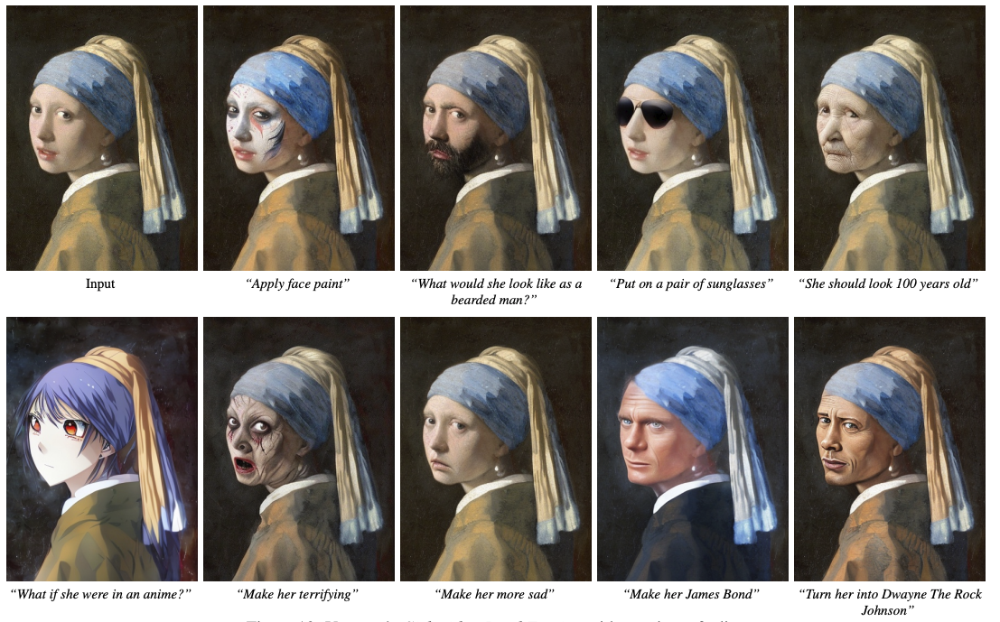 Input
“Apply face paint”
“What would she look like as a
bearded man?”
“Put on a pair of sunglasses”
“She should look 100 years old”
“What if she were in an anime?”
“Make her terrifying”
“Make her more sad”
“Make her James Bond”
“Turn her into Dwayne The Rock
Johnson”